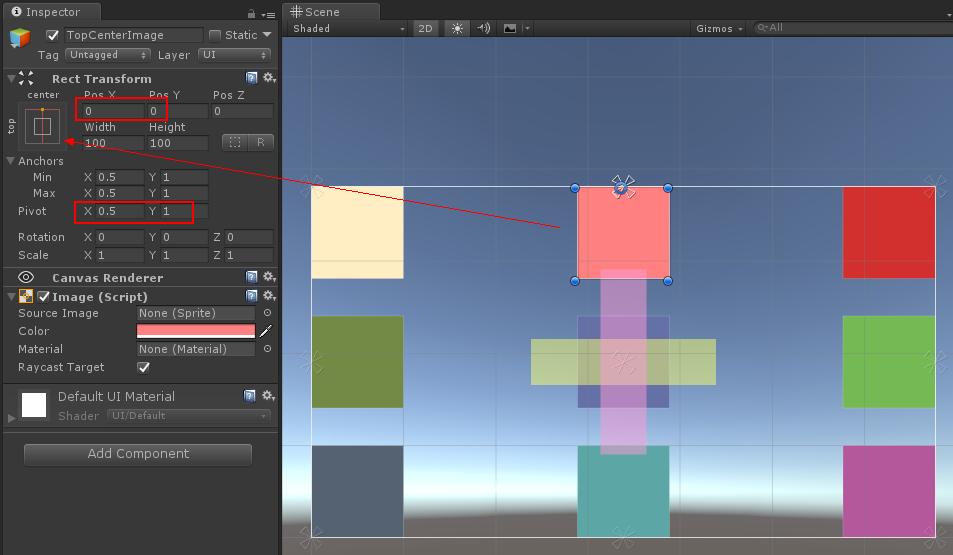 Inspector
TopCenterImage Static
Tag Untagged Layer UI
Rect Transform
center
top
Pos X Pos Y Pos Z
0 0 0
Width Height
100 100 R
Anchors
Min X 0.5 Y 1
Max X 0.5 Y 1
Pivot X 0.5 Y 1
Rotation X 0 Y 0 Z 0
Scale X 1 Y 1 Z 1
Canvas Renderer
Image (Script)
Source Image None (Sprite)
Color
Material None (Material)
Raycast Target
Default UI Material
Shader UI/Default
Add Component
Scene
Shaded 2D Gizmos All